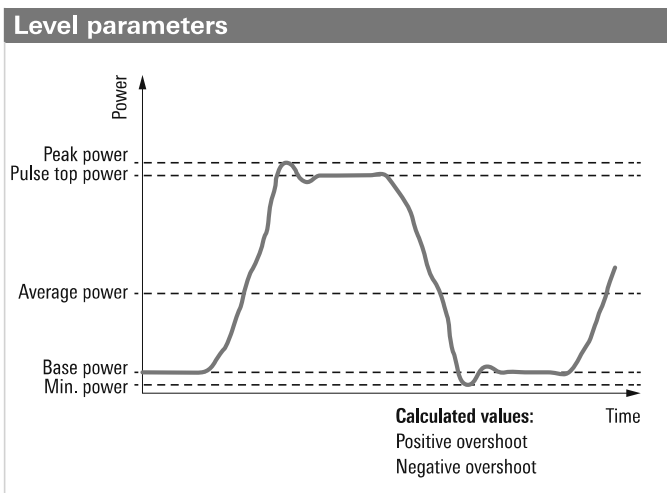 Level parameters
Power
Peak power
Pulse top power
Average power
Base power
Min. power
Calculated values:
Time
Positive overshoot
Negative overshoot